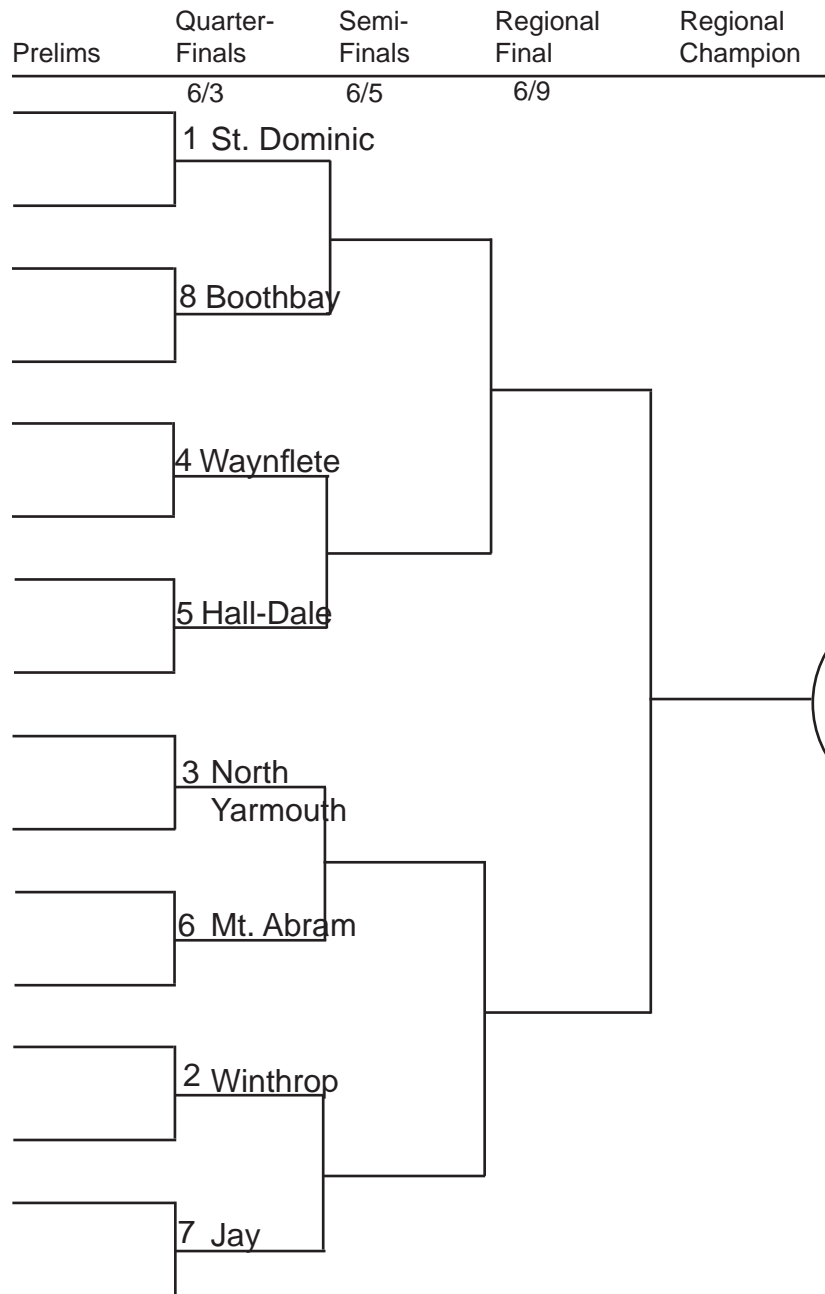 Prelims
Quarter-
Finals
Semi-
Finals
Regional
Final
Regional
Champion
6/3
6/5
6/9
1 St. Dominic
8 Boothbay
4 Waynflete
5 Hall-Dale
3 North
Yarmouth
6 Mt. Abram
2 Winthrop
7 Jay